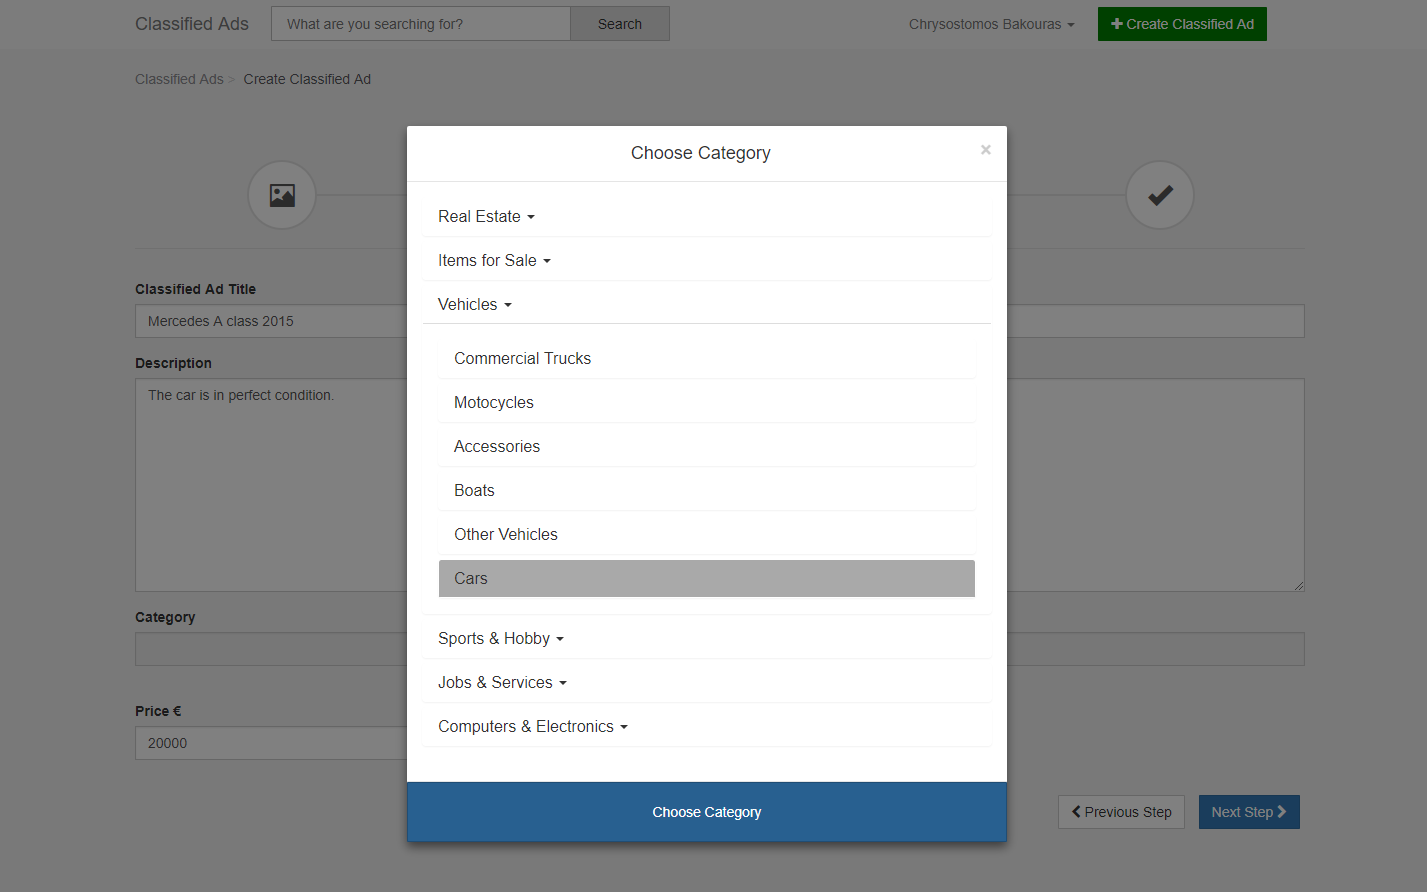 Classified Ads
What are you searching for?
Search
Chrysostomos Bakouras
Create Classified Ad
Classified Ads > Create Classified Ad
Choose Category
×
Real Estate
Items for Sale
Vehicles
Commercial Trucks
Motocycles
Accessories
Boats
Other Vehicles
Cars
Sports & Hobby
Jobs & Services
Computers & Electronics
Choose Category
Classified Ad Title
Mercedes A class 2015
Description
The car is in perfect condition.
Category
Price €
20000
Previous Step
Next Step